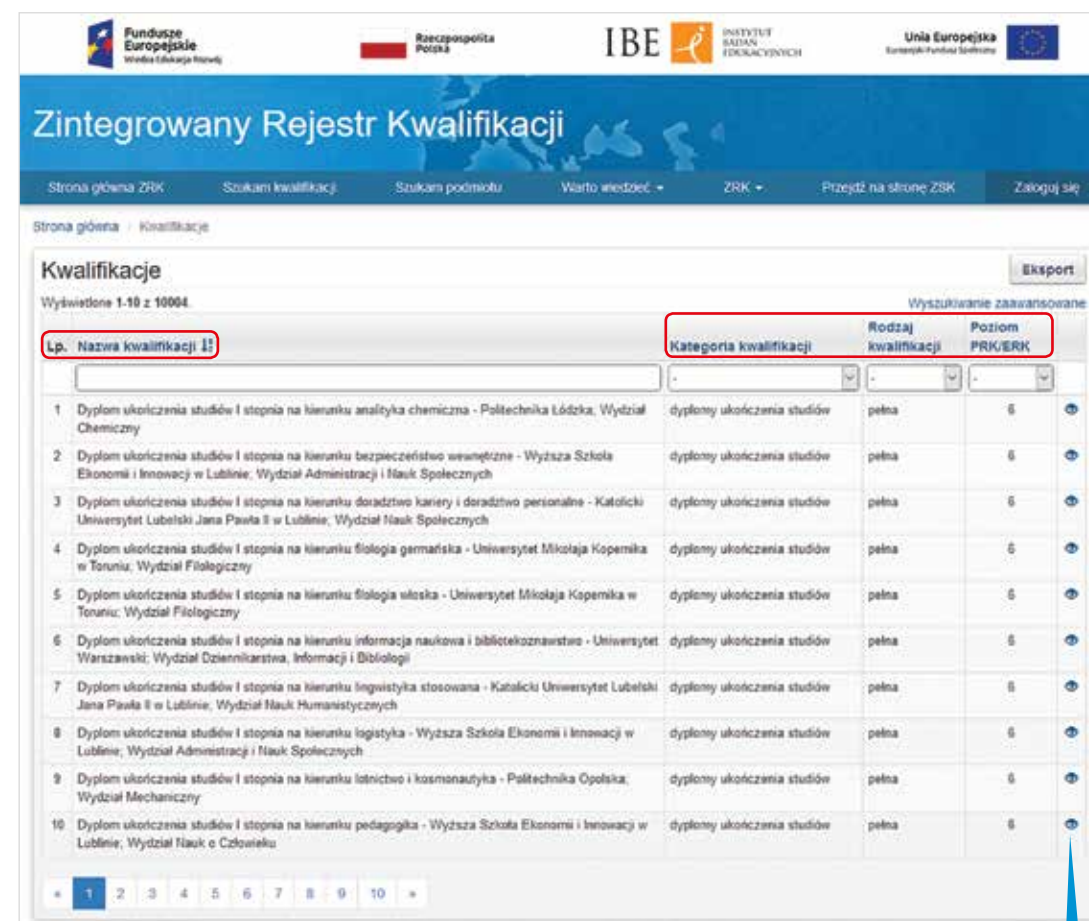 Fundusze
Europejskie
Wiedza Edukacja Rozwój
Rzeczpospolita
Polska
IBE
INSTYTUT
BADAŃ
EDUKACYJNYCH
Unia Europejska
Europejski Fundusz Społeczny
Zintegrowany Rejestr Kwalifikacji
Strona główna ZRK Szukam kwalifikacji Szukam podmiotu Warto wiedzieć ZRK Przejdź na stronę ZSK Zaloguj się
Strona główna / Kwalifikacje
Kwalifikacje Eksport
Wyświetlone 1-10 z 10004. Wyszukiwanie zaawansowane
Lp. Nazwa kwalifikacji Kategoria kwalifikacji Rodzaj kwalifikacji Poziom PRK/ERK
- - -
1 Dyplom ukończenia studiów I stopnia na kierunku analityka chemiczna - Politechnika Łódzka; Wydział dyplomy ukończenia studiów pełna 6
Chemiczny
2 Dyplom ukończenia studiów I stopnia na kierunku bezpieczeństwo wewnętrzne - Wyższa Szkoła dyplomy ukończenia studiów pełna 6
Ekonomii i Innowacji w Lublinie; Wydział Administracji i Nauk Społecznych
3 Dyplom ukończenia studiów I stopnia na kierunku doradztwo kariery i doradztwo personalne - Katolicki dyplomy ukończenia studiów pełna 6
Uniwersytet Lubelski Jana Pawła II w Lublinie; Wydział Nauk Społecznych
4 Dyplom ukończenia studiów I stopnia na kierunku filologia germańska - Uniwersytet Mikołaja Kopernika dyplomy ukończenia studiów pełna 6
w Toruniu; Wydział Filologiczny
5 Dyplom ukończenia studiów I stopnia na kierunku filologia włoska - Uniwersytet Mikołaja Kopernika w dyplomy ukończenia studiów pełna 6
Toruniu; Wydział Filologiczny
6 Dyplom ukończenia studiów I stopnia na kierunku informacja naukowa i bibliotekoznawstwo - Uniwersytet dyplomy ukończenia studiów pełna 6
Warszawski; Wydział Dziennikarstwa, Informacji i Bibliologii
7 Dyplom ukończenia studiów I stopnia na kierunku lingwistyka stosowana - Katolicki Uniwersytet Lubelski dyplomy ukończenia studiów pełna 6
Jana Pawła II w Lublinie; Wydział Nauk Humanistycznych
8 Dyplom ukończenia studiów I stopnia na kierunku logistyka - Wyższa Szkoła Ekonomii i Innowacji w dyplomy ukończenia studiów pełna 6
Lublinie; Wydział Administracji i Nauk Społecznych
9 Dyplom ukończenia studiów I stopnia na kierunku lotnictwo i kosmonautyka - Politechnika Opolska; dyplomy ukończenia studiów pełna 6
Wydział Mechaniczny
10 Dyplom ukończenia studiów I stopnia na kierunku pedagogika - Wyższa Szkoła Ekonomii i Innowacji w dyplomy ukończenia studiów pełna 6
Lublinie; Wydział Nauk o Człowieku
« 1 2 3 4 5 6 7 8 9 10 »